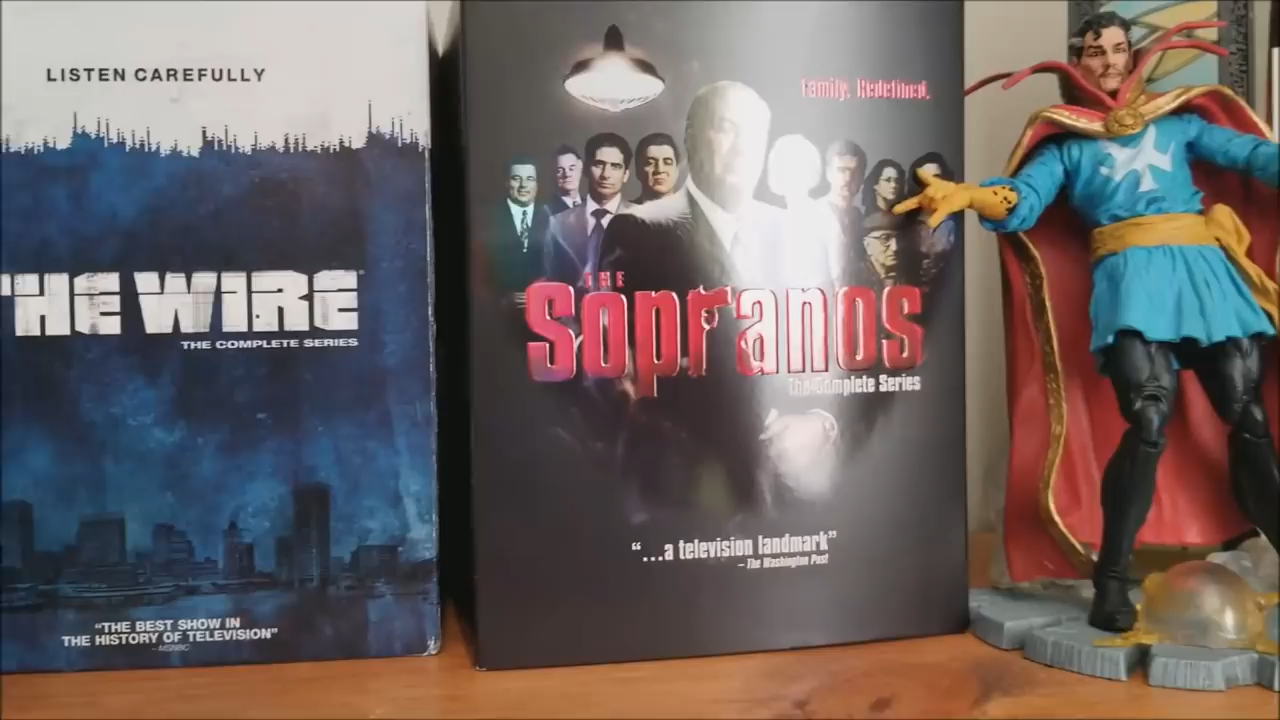 LISTEN CAREFULLY
THE WIRE
THE COMPLETE SERIES
"THE BEST SHOW IN
THE HISTORY OF TELEVISION"
- MSNBC
Family. Redefined.
THE
Sopranos
The Complete Series
"...a television landmark"
- The Washington Post